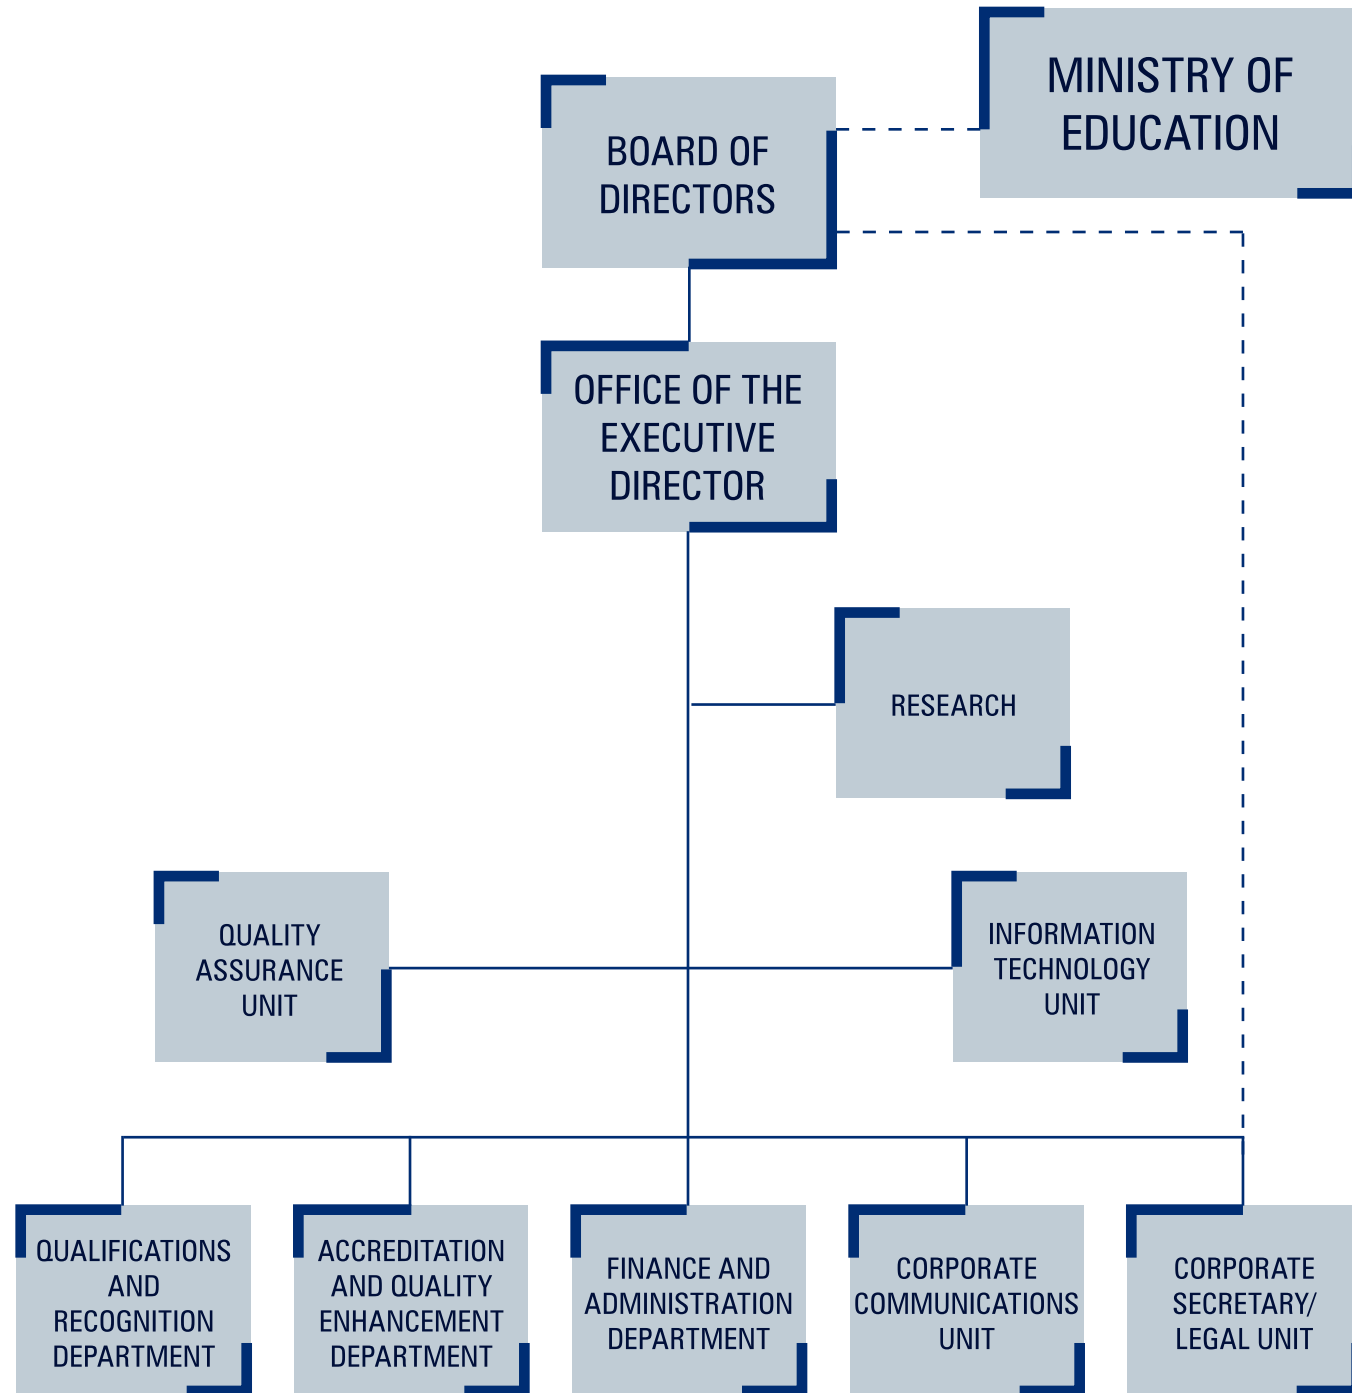 MINISTRY OF
EDUCATION
BOARD OF
DIRECTORS
OFFICE OF THE
EXECUTIVE
DIRECTOR
RESEARCH
QUALITY
ASSURANCE
UNIT
INFORMATION
TECHNOLOGY
UNIT
QUALIFICATIONS
AND
RECOGNITION
DEPARTMENT
ACCREDITATION
AND QUALITY
ENHANCEMENT
DEPARTMENT
FINANCE AND
ADMINISTRATION
DEPARTMENT
CORPORATE
COMMUNICATIONS
UNIT
CORPORATE
SECRETARY/
LEGAL UNIT